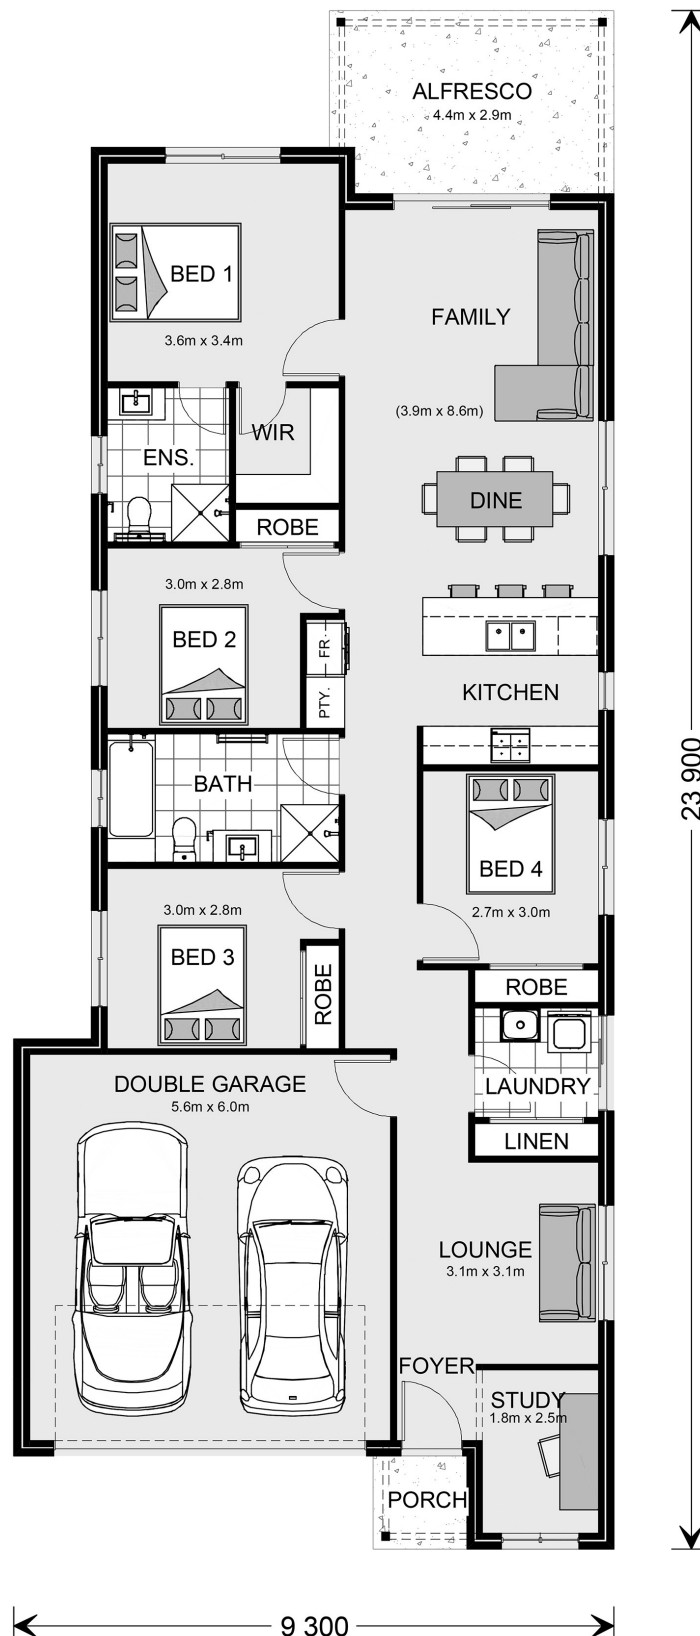 ALFRESCO
4.4m x 2.9m
BED 1
3.6m x 3.4m
FAMILY
(3.9m x 8.6m)
WIR
ENS.
DINE
ROBE
3.0m x 2.8m
BED 2
FR.
PTY.
KITCHEN
BATH
BED 4
2.7m x 3.0m
3.0m x 2.8m
BED 3
ROBE
ROBE
LAUNDRY
LINEN
DOUBLE GARAGE
5.6m x 6.0m
LOUNGE
3.1m x 3.1m
FOYER
STUDY
1.8m x 2.5m
PORCH
23 900
9 300